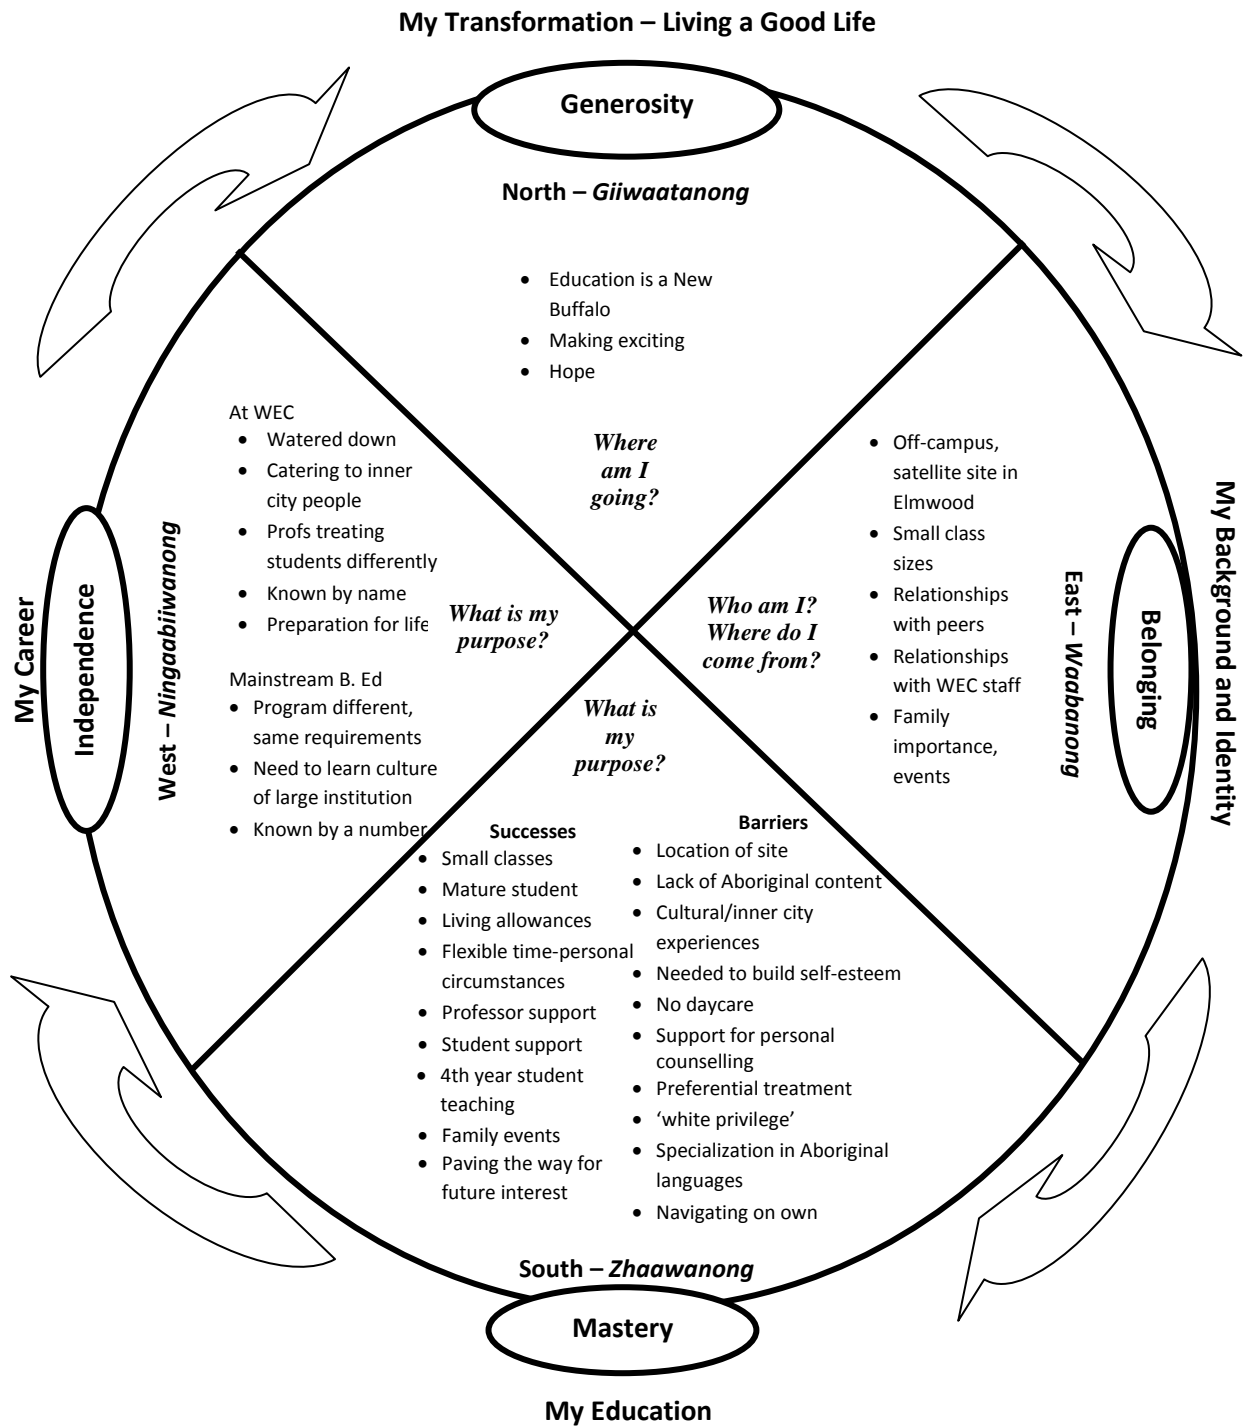 My Transformation – Living a Good Life
Generosity
North – Giiwaatanong
• Education is a New
Buffalo
• Making exciting
• Hope
Where
am I
going?
At WEC
• Watered down
• Catering to inner
city people
• Profs treating
students differently
• Known by name
• Preparation for life
Mainstream B. Ed
• Program different,
same requirements
• Need to learn culture
of large institution
• Known by a number
What is my
purpose?
West – Ningaabiiwanong
Independence
My Career
Who am I?
Where do I
come from?
• Off-campus,
satellite site in
Elmwood
• Small class
sizes
• Relationships
with peers
• Relationships
with WEC staff
• Family
importance,
events
East – Waabanong
Belonging
My Background and Identity
What is
my
purpose?
Successes
• Small classes
• Mature student
• Living allowances
• Flexible time-personal
circumstances
• Professor support
• Student support
• 4th year student
teaching
• Family events
• Paving the way for
future interest
Barriers
• Location of site
• Lack of Aboriginal content
• Cultural/inner city
experiences
• Needed to build self-esteem
• No daycare
• Support for personal
counselling
• Preferential treatment
• ‘white privilege’
• Specialization in Aboriginal
languages
• Navigating on own
South – Zhaawanong
Mastery
My Education